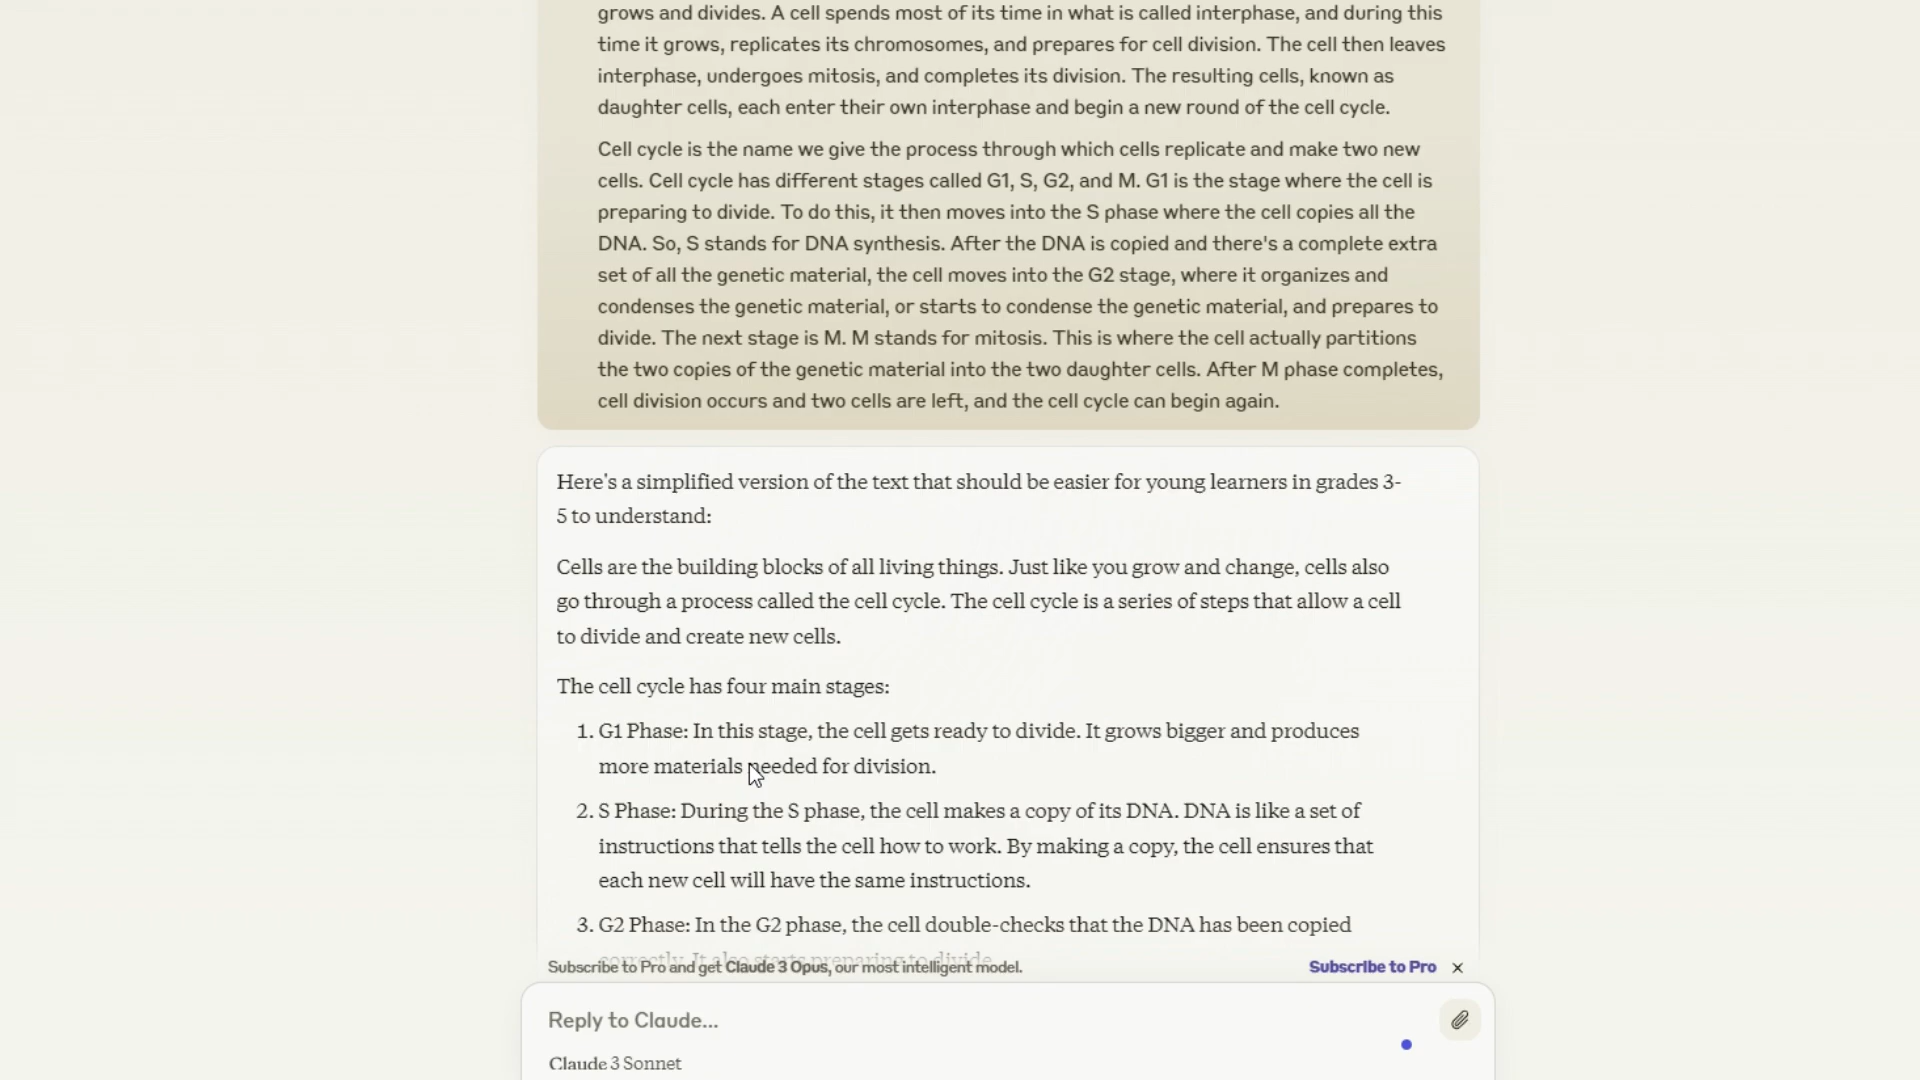 grows and divides. A cell spends most of its time in what is called interphase, and during this
time it grows, replicates its chromosomes, and prepares for cell division. The cell then leaves
interphase, undergoes mitosis, and completes its division. The resulting cells, known as
daughter cells, each enter their own interphase and begin a new round of the cell cycle.
Cell cycle is the name we give the process through which cells replicate and make two new
cells. Cell cycle has different stages called G1, S, G2, and M. G1 is the stage where the cell is
preparing to divide. To do this, it then moves into the S phase where the cell copies all the
DNA. So, S stands for DNA synthesis. After the DNA is copied and there's a complete extra
set of all the genetic material, the cell moves into the G2 stage, where it organizes and
condenses the genetic material, or starts to condense the genetic material, and prepares to
divide. The next stage is M. M stands for mitosis. This is where the cell actually partitions
the two copies of the genetic material into the two daughter cells. After M phase completes,
cell division occurs and two cells are left, and the cell cycle can begin again.
Here's a simplified version of the text that should be easier for young learners in grades 3-
5 to understand:
Cells are the building blocks of all living things. Just like you grow and change, cells also
go through a process called the cell cycle. The cell cycle is a series of steps that allow a cell
to divide and create new cells.
The cell cycle has four main stages:
1. G1 Phase: In this stage, the cell gets ready to divide. It grows bigger and produces
more materials needed for division.
2. S Phase: During the S phase, the cell makes a copy of its DNA. DNA is like a set of
instructions that tells the cell how to work. By making a copy, the cell ensures that
each new cell will have the same instructions.
3. G2 Phase: In the G2 phase, the cell double-checks that the DNA has been copied
correctly. It also starts preparing to divide.
Subscribe to Pro and get Claude 3 Opus, our most intelligent model.
Subscribe to Pro
Reply to Claude...
Claude 3 Sonnet